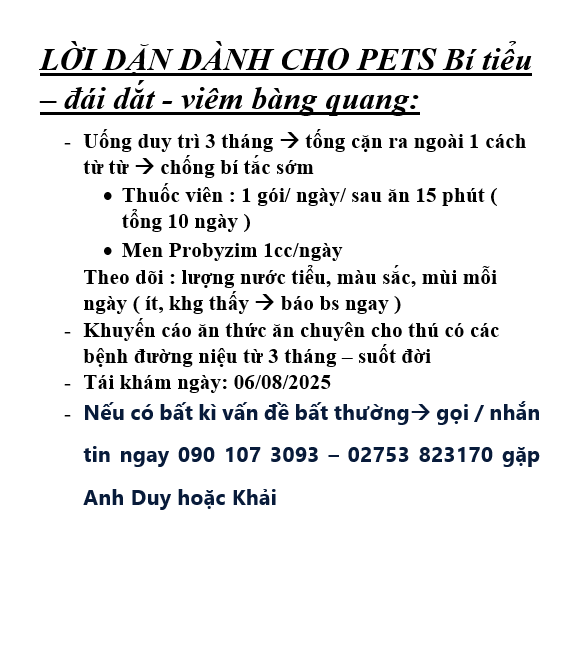 LỜI DẶN DÀNH CHO PETS Bí tiểu
– đái dắt - viêm bàng quang:
- Uống duy trì 3 tháng → tống cặn ra ngoài 1 cách
từ từ → chống bí tắc sớm
• Thuốc viên : 1 gói/ ngày/ sau ăn 15 phút (
tổng 10 ngày )
• Men Probyzim 1cc/ngày
Theo dõi : lượng nước tiểu, màu sắc, mùi mỗi
ngày ( ít, khg thấy → báo bs ngay )
- Khuyến cáo ăn thức ăn chuyên cho thú có các
bệnh đường niệu từ 3 tháng – suốt đời
- Tái khám ngày: 06/08/2025
- Nếu có bất kì vấn đề bất thường→ gọi / nhắn
tin ngay 090 107 3093 – 02753 823170 gặp
Anh Duy hoặc Khải